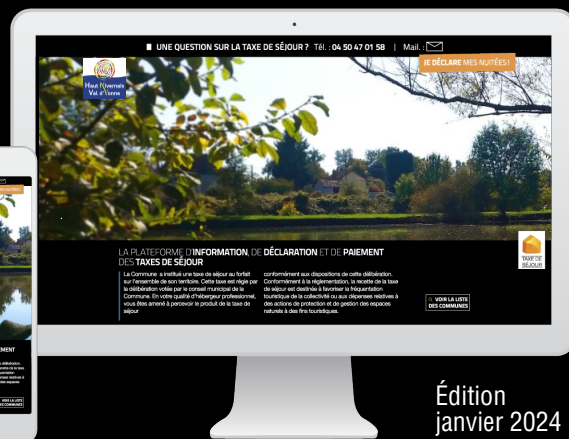 UNE QUESTION SUR LA TAXE DE SÉJOUR ? Tél. : 04 50 47 01 58 | Mail. :
JE DÉCLARE MES NUITÉES !
Haut Nivernais
Val d'Yonne
LA PLATEFORME D'INFORMATION, DE DÉCLARATION ET DE PAIEMENT
DES TAXES DE SÉJOUR
La Commune a institué une taxe de séjour au forfait
sur l'ensemble de son territoire. Cette taxe est régie par
la délibération votée par le conseil municipal de la
Commune. En votre qualité d'hébergeur professionnel,
vous êtes amené à percevoir le produit de la taxe de
séjour
conformément aux dispositions de cette délibération.
Conformément à la réglementation, la recette de la taxe
de séjour est destinée à favoriser la fréquentation
touristique de la collectivité ou aux dépenses relatives à
des actions de protection et de gestion des espaces
naturels à des fins touristiques.
TAXE DE
SÉJOUR
VOIR LA LISTE
DES COMMUNES
VOIR LA LISTE
DES COMMUNES
Édition
janvier 2024